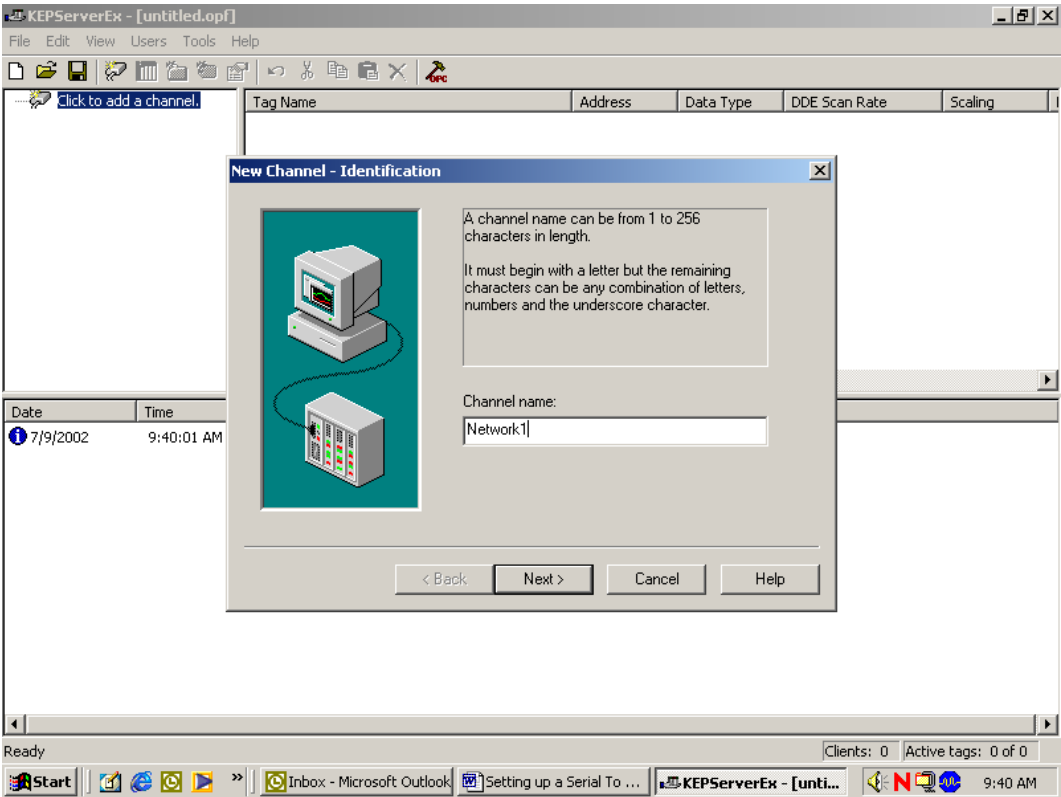 KEPServerEx - [untitled.opf]
File Edit View Users Tools Help
OPC
Click to add a channel.
Tag Name Address Data Type DDE Scan Rate Scaling
New Channel - Identification
A channel name can be from 1 to 256
characters in length.
It must begin with a letter but the remaining
characters can be any combination of letters,
numbers and the underscore character.
Channel name:
Network1
< Back Next > Cancel Help
Date Time
7/9/2002 9:40:01 AM
Ready Clients: 0 Active tags: 0 of 0
Start » Inbox - Microsoft Outlook Setting up a Serial To ... KEPServerEx - [unti... N 9:40 AM